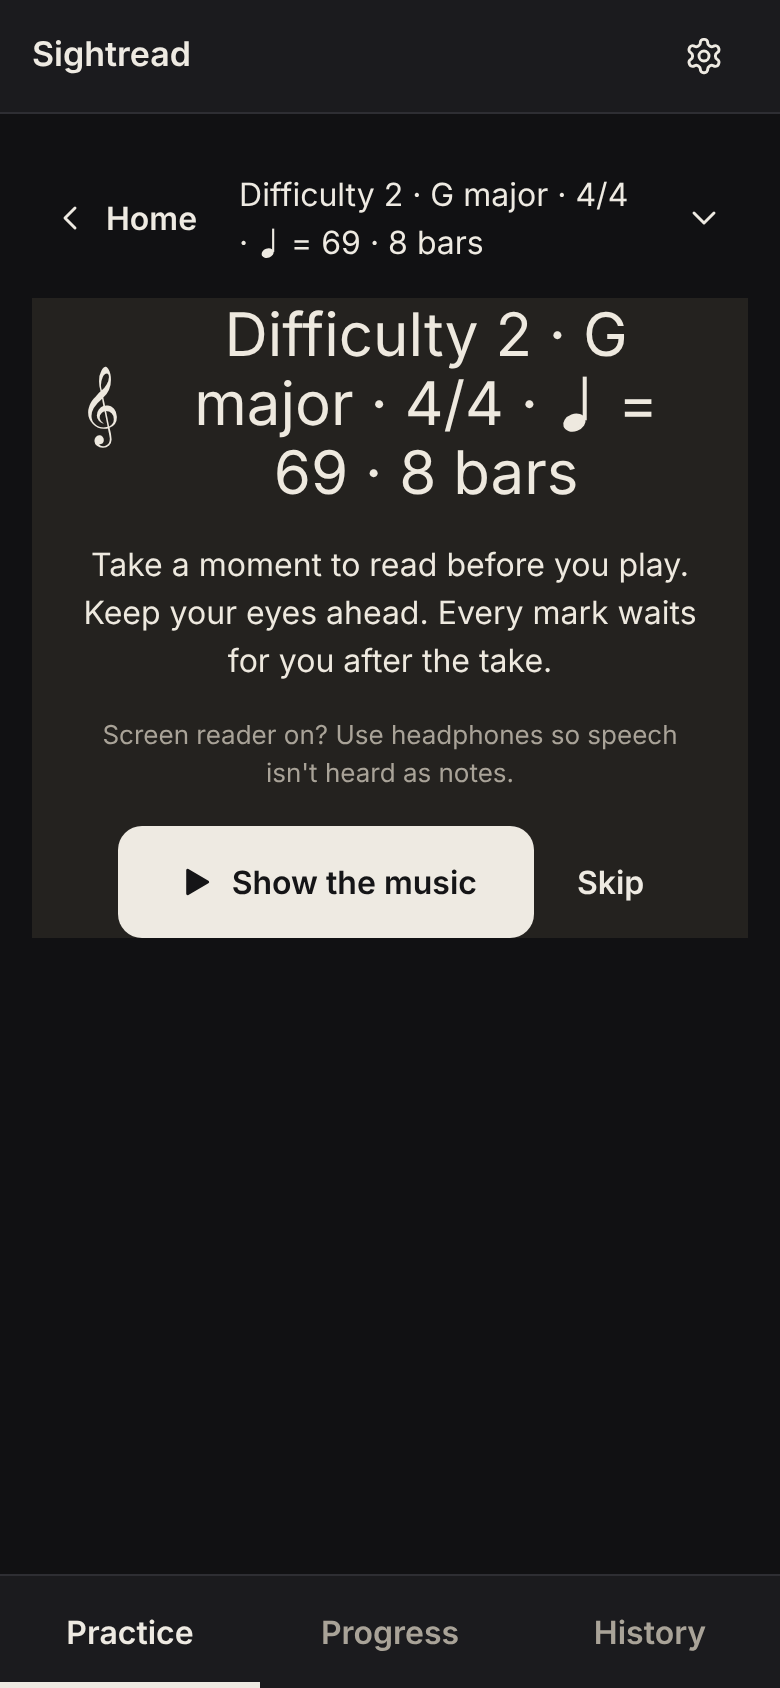 Sightread
Home
Difficulty 2 · G major · 4/4
· ♩ = 69 · 8 bars
Difficulty 2 · G
major · 4/4 · ♩ =
69 · 8 bars
Take a moment to read before you play.
Keep your eyes ahead. Every mark waits
for you after the take.
Screen reader on? Use headphones so speech
isn't heard as notes.
Show the music
Skip
Practice
Progress
History